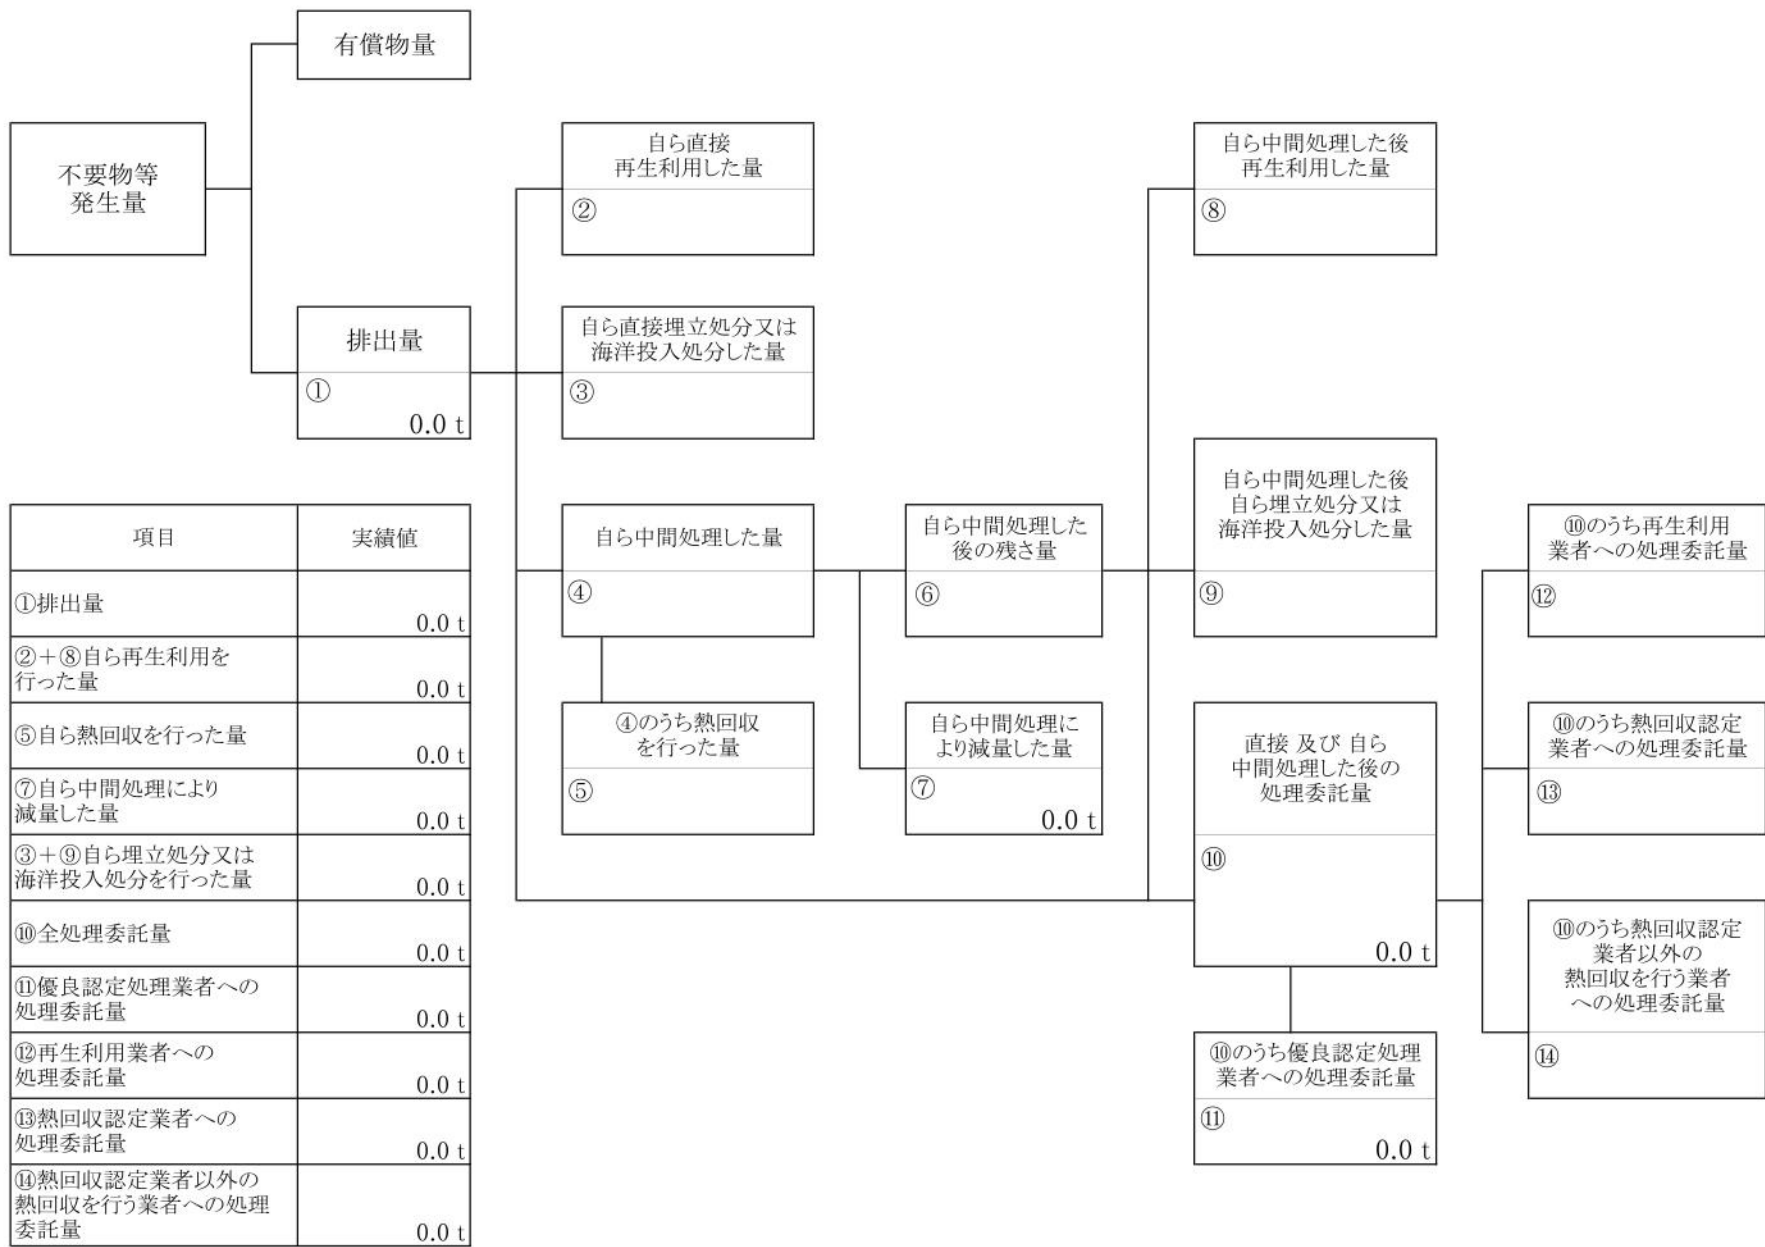 有償物量
不要物等
発生量
自ら直接
再生利用した量
②
自ら中間処理した後
再生利用した量
⑧
排出量
①
0.0 t
自ら直接埋立処分又は
海洋投入処分した量
③
自ら中間処理した量
④
自ら中間処理した
後の残さ量
⑥
自ら中間処理した後
自ら埋立処分又は
海洋投入処分した量
⑨
⑩のうち再生利用
業者への処理委託量
⑫
④のうち熱回収
を行った量
⑤
自ら中間処理に
より減量した量
⑦
0.0 t
直接 及び 自ら
中間処理した後の
処理委託量
⑩
0.0 t
⑩のうち熱回収認定
業者への処理委託量
⑬
⑩のうち熱回収認定
業者以外の
熱回収を行う業者
への処理委託量
⑭
⑩のうち優良認定処理
業者への処理委託量
⑪
0.0 t
項目
実績値
①排出量
0.0 t
②+⑧自ら再生利用を
行った量
0.0 t
⑤自ら熱回収を行った量
0.0 t
⑦自ら中間処理により
減量した量
0.0 t
③+⑨自ら埋立処分又は
海洋投入処分を行った量
0.0 t
⑩全処理委託量
0.0 t
⑪優良認定処理業者への
処理委託量
0.0 t
⑫再生利用業者への
処理委託量
0.0 t
⑬熱回収認定業者への
処理委託量
0.0 t
⑭熱回収認定業者以外の
熱回収を行う業者への処理
委託量
0.0 t